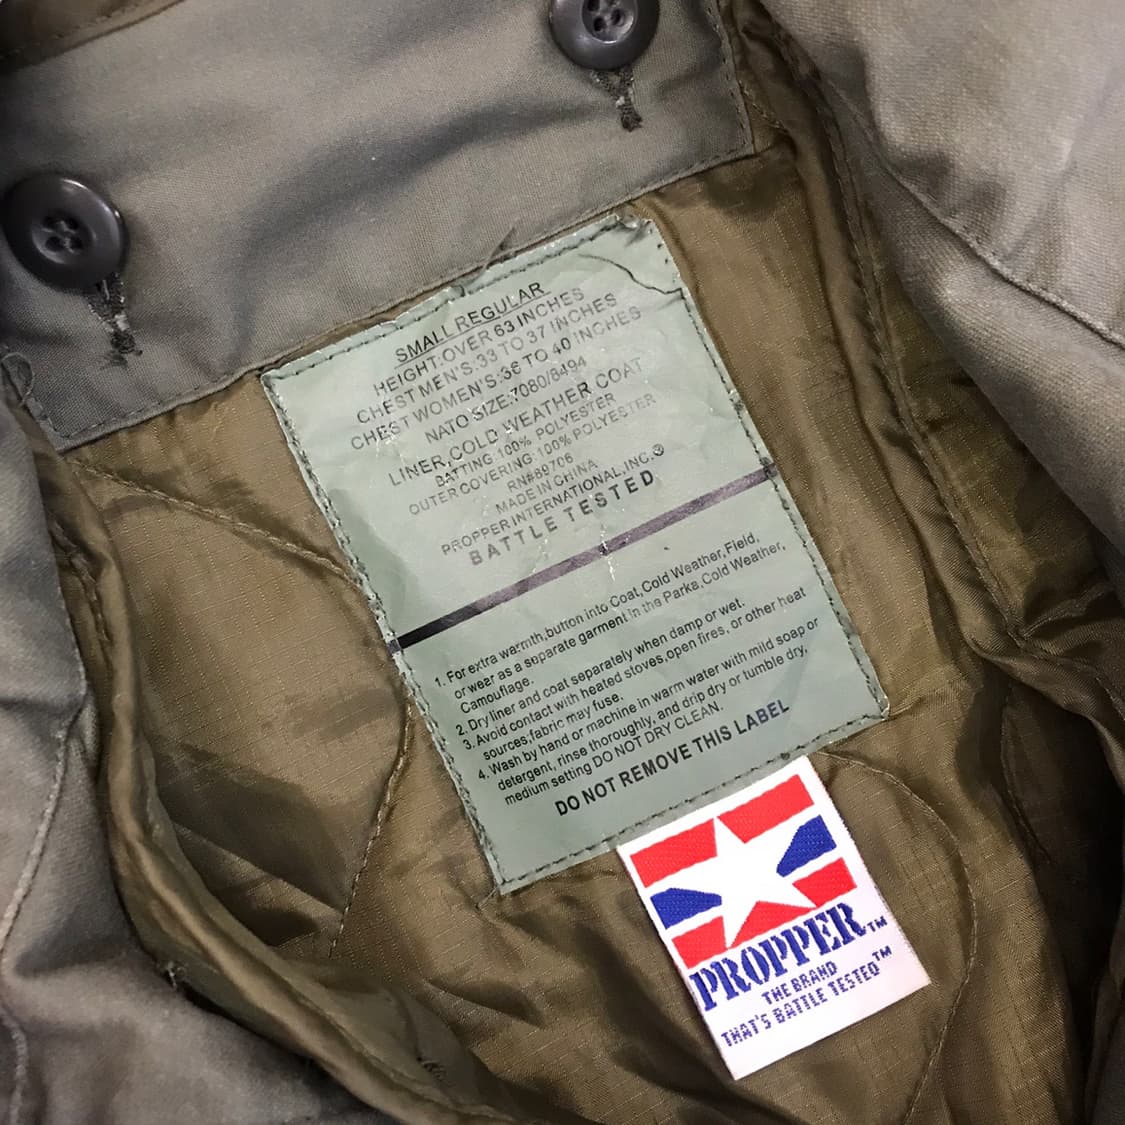 SMALL REGULAR
HEIGHT:OVER 63 INCHES
CHEST MEN'S:33 TO 37 INCHES
CHEST WOMEN'S:36 TO 40 INCHES
NATO SIZE:7080/8494
LINER,COLD WEATHER COAT
BATTING:100% POLYESTER
OUTER COVERING:100% POLYESTER
RN#89706
MADE IN CHINA
PROPPER INTERNATIONAL,INC.®
BATTLE TESTED
1. For extra warmth,button into Coat,Cold Weather,Field,
or wear as a separate garment in the Parka,Cold Weather,
Camouflage.
2. Dry liner and coat separately when damp or wet.
3. Avoid contact with heated stoves,open fires, or other heat
sources,fabric may fuse.
4. Wash by hand or machine in warm water with mild soap or
detergent, rinse thoroughly, and drip dry or tumble dry,
medium setting DO NOT DRY CLEAN.
DO NOT REMOVE THIS LABEL
PROPPER™
THE BRAND
THAT'S BATTLE TESTED™